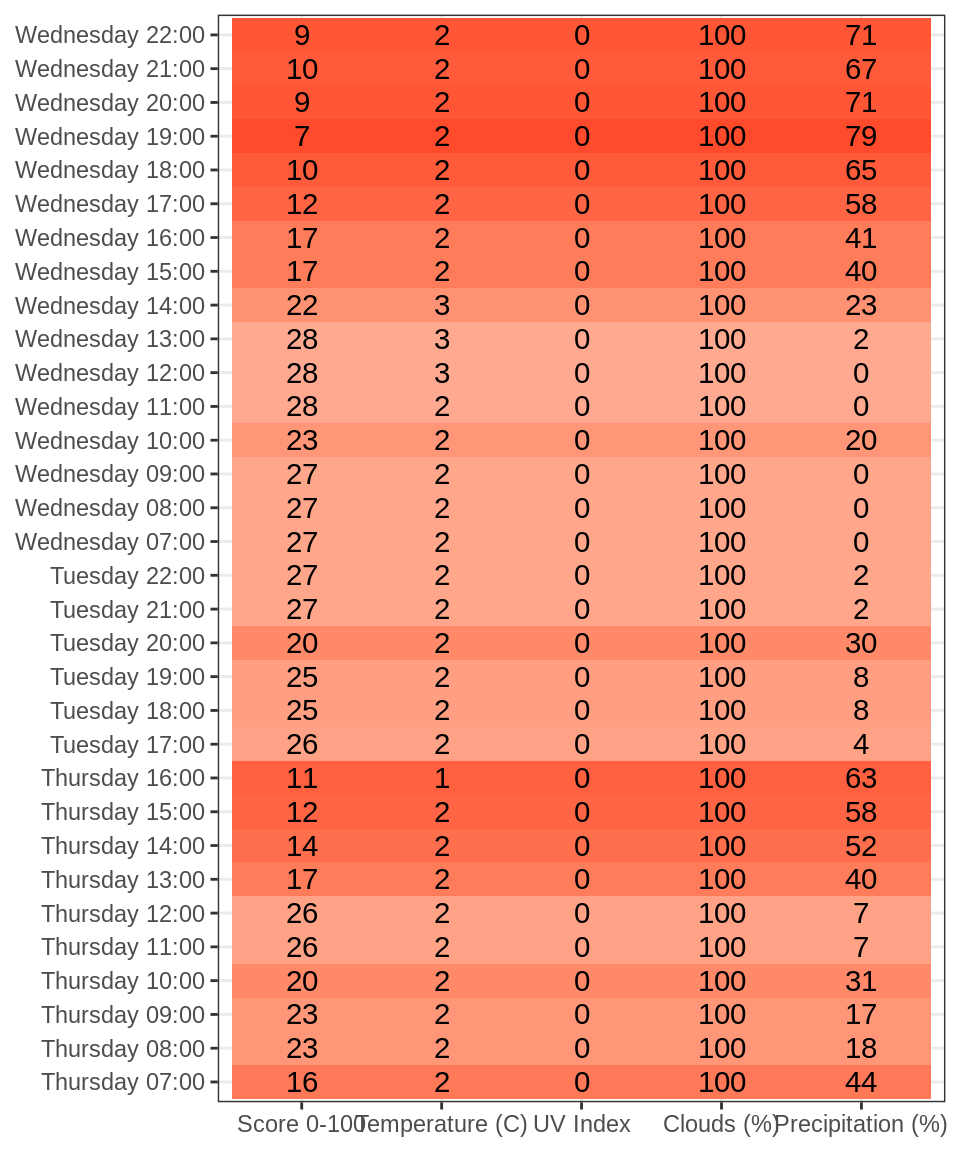 Wednesday 22:00 9 2 0 100 71
Wednesday 21:00 10 2 0 100 67
Wednesday 20:00 9 2 0 100 71
Wednesday 19:00 7 2 0 100 79
Wednesday 18:00 10 2 0 100 65
Wednesday 17:00 12 2 0 100 58
Wednesday 16:00 17 2 0 100 41
Wednesday 15:00 17 2 0 100 40
Wednesday 14:00 22 3 0 100 23
Wednesday 13:00 28 3 0 100 2
Wednesday 12:00 28 3 0 100 0
Wednesday 11:00 28 2 0 100 0
Wednesday 10:00 23 2 0 100 20
Wednesday 09:00 27 2 0 100 0
Wednesday 08:00 27 2 0 100 0
Wednesday 07:00 27 2 0 100 0
Tuesday 22:00 27 2 0 100 2
Tuesday 21:00 27 2 0 100 2
Tuesday 20:00 20 2 0 100 30
Tuesday 19:00 25 2 0 100 8
Tuesday 18:00 25 2 0 100 8
Tuesday 17:00 26 2 0 100 4
Thursday 16:00 11 1 0 100 63
Thursday 15:00 12 2 0 100 58
Thursday 14:00 14 2 0 100 52
Thursday 13:00 17 2 0 100 40
Thursday 12:00 26 2 0 100 7
Thursday 11:00 26 2 0 100 7
Thursday 10:00 20 2 0 100 31
Thursday 09:00 23 2 0 100 17
Thursday 08:00 23 2 0 100 18
Thursday 07:00 16 2 0 100 44
Score 0-100 Temperature (C) UV Index Clouds (%) Precipitation (%)